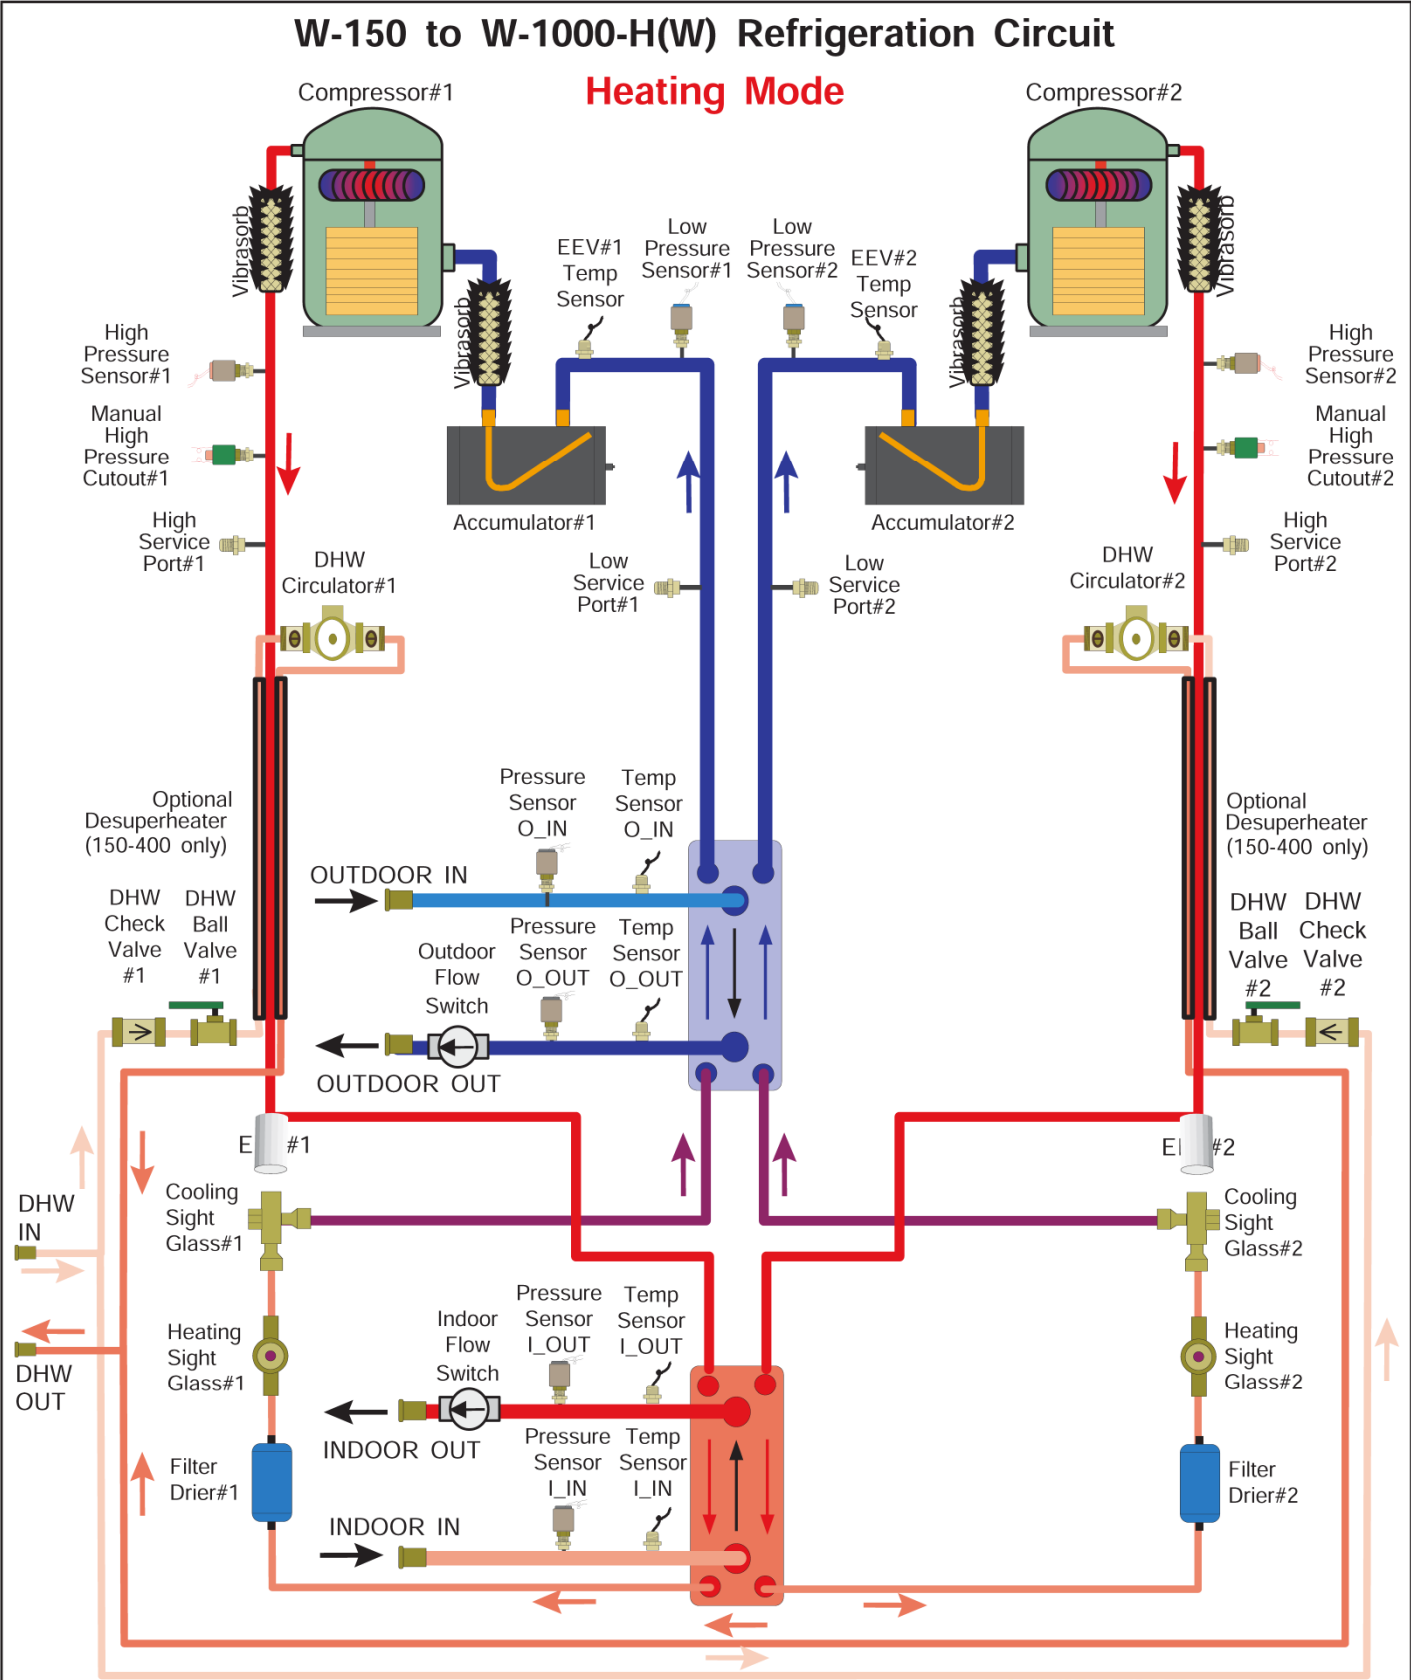 W-150 to W-1000-H(W) Refrigeration Circuit
Heating Mode
Compressor#1
Compressor#2
Vibrasorb
Vibrasorb
Vibrasorb
Vibrasorb
EEV#1
Temp
Sensor
Low
Pressure
Sensor#1
Low
Pressure
Sensor#2
EEV#2
Temp
Sensor
High
Pressure
Sensor#1
High
Pressure
Sensor#2
Manual
High
Pressure
Cutout#1
Manual
High
Pressure
Cutout#2
Accumulator#1
Accumulator#2
High
Service
Port#1
High
Service
Port#2
DHW
Circulator#1
DHW
Circulator#2
Low
Service
Port#1
Low
Service
Port#2
Optional
Desuperheater
(150-400 only)
Optional
Desuperheater
(150-400 only)
Pressure
Sensor
O_IN
Temp
Sensor
O_IN
OUTDOOR IN
DHW
Check
Valve
#1
DHW
Ball
Valve
#1
Outdoor
Flow
Switch
Pressure
Sensor
O_OUT
Temp
Sensor
O_OUT
DHW
Ball
Valve
#2
DHW
Check
Valve
#2
OUTDOOR OUT
#1
#2
DHW
IN
Cooling
Sight
Glass#1
Cooling
Sight
Glass#2
Heating
Sight
Glass#1
Indoor
Flow
Switch
Pressure
Sensor
I_OUT
Temp
Sensor
I_OUT
Heating
Sight
Glass#2
DHW
OUT
INDOOR OUT
Pressure
Sensor
I_IN
Temp
Sensor
I_IN
Filter
Drier#1
Filter
Drier#2
INDOOR IN